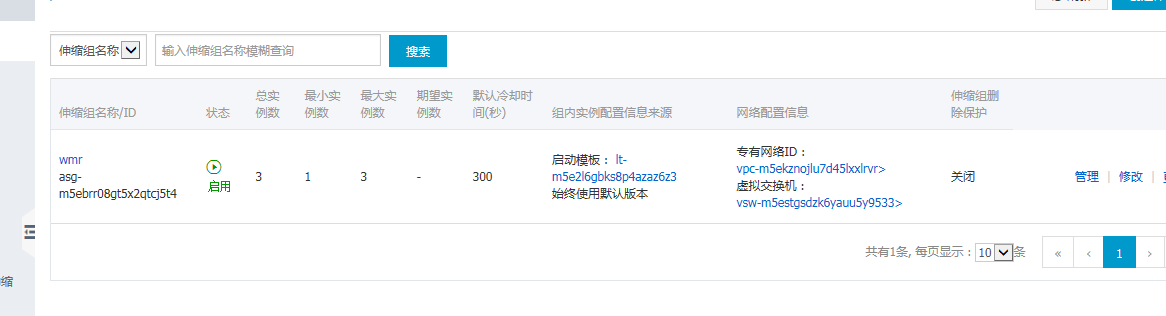 伸缩组名称 输入伸缩组名称模糊查询 搜索
伸缩组名称/ID 状态 总实例数 最小实例数 最大实例数 期望实例数 默认冷却时间(秒) 组内实例配置信息来源 网络配置信息 伸缩组删除保护
wmr
asg-
m5ebrr08gt5x2qtcj5t4
启用
3 1 3 - 300
启动模板： lt-
m5e2l6gbks8p4azaz6z3
始终使用默认版本
专有网络ID：
vpc-m5ekznojlu7d45lxxlrvr>
虚拟交换机：
vsw-m5estgsdzk6yauu5y9533>
关闭
管理 | 修改 |
共有1条, 每页显示：10 条 « ‹ 1 ›
缩